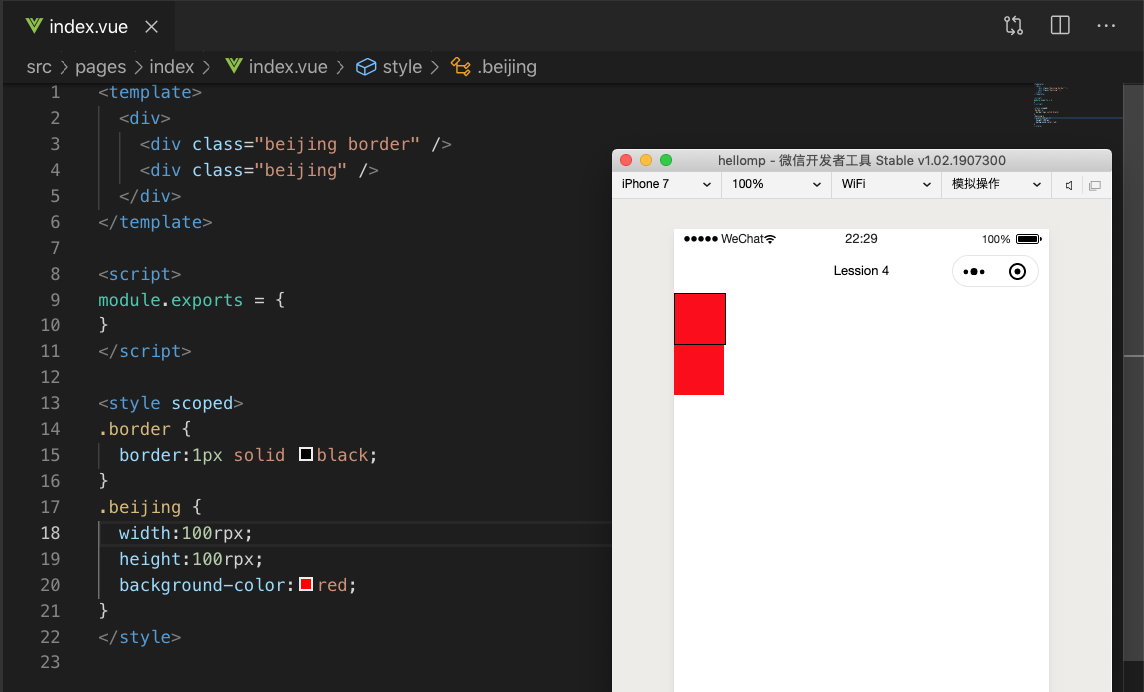 index.vue
src > pages > index > index.vue > style > .beijing
1 <template>
2 <div>
3 <div class="beijing border" />
4 <div class="beijing" />
5 </div>
6 </template>
7
8 <script>
9 module.exports = {
10 }
11 </script>
12
13 <style scoped>
14 .border {
15 border:1px solid black;
16 }
17 .beijing {
18 width:100rpx;
19 height:100rpx;
20 background-color:red;
21 }
22 </style>
23
hellomp - 微信开发者工具 Stable v1.02.1907300
iPhone 7 100% WiFi 模拟操作
WeChat 22:29 100%
Lession 4